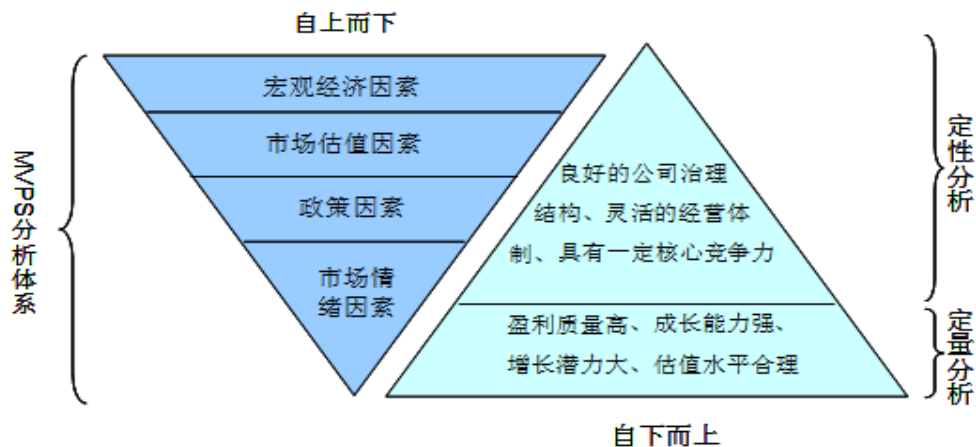 自上而下
MVPS分析体系
宏观经济因素
市场估值因素
政策因素
市场情
绪因素
良好的公司治理
结构、灵活的经营体
制、具有一定核心竞争力
盈利质量高、成长能力强、
增长潜力大、估值水平合理
定性分析
定量分析
自下而上